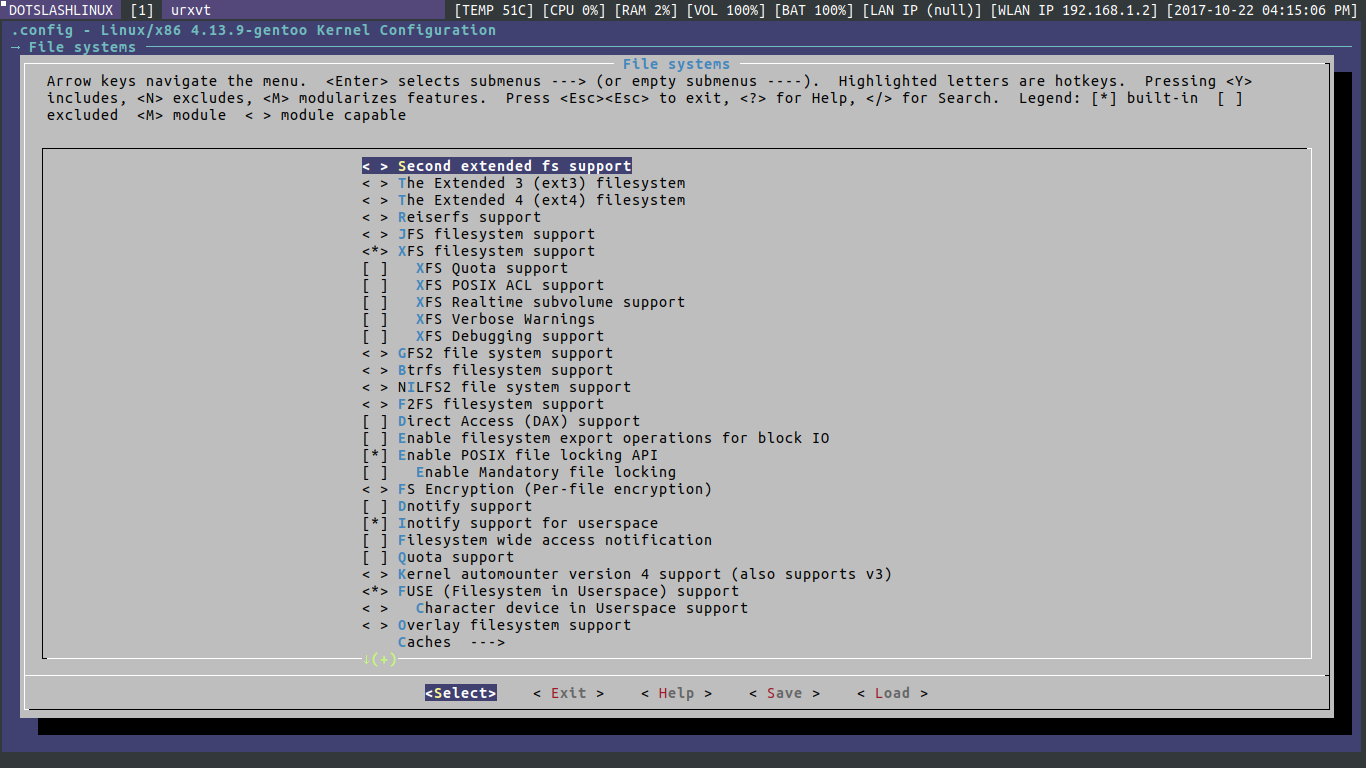 DOTSLASHLINUX [1] urxvt [TEMP 51C] [CPU 0%] [RAM 2%] [VOL 100%] [BAT 100%] [LAN IP (null)] [WLAN IP 192.168.1.2] [2017-10-22 04:15:06 PM]
.config - Linux/x86 4.13.9-gentoo Kernel Configuration
→ File systems
File systems
Arrow keys navigate the menu. <Enter> selects submenus ---> (or empty submenus ----). Highlighted letters are hotkeys. Pressing <Y>
includes, <N> excludes, <M> modularizes features. Press <Esc><Esc> to exit, <?> for Help, </> for Search. Legend: [*] built-in [ ]
excluded <M> module < > module capable
< > Second extended fs support
< > The Extended 3 (ext3) filesystem
< > The Extended 4 (ext4) filesystem
< > Reiserfs support
< > JFS filesystem support
<*> XFS filesystem support
[ ] XFS Quota support
[ ] XFS POSIX ACL support
[ ] XFS Realtime subvolume support
[ ] XFS Verbose Warnings
[ ] XFS Debugging support
< > GFS2 file system support
< > Btrfs filesystem support
< > NILFS2 file system support
< > F2FS filesystem support
[ ] Direct Access (DAX) support
[ ] Enable filesystem export operations for block IO
[*] Enable POSIX file locking API
[ ] Enable Mandatory file locking
< > FS Encryption (Per-file encryption)
[ ] Dnotify support
[*] Inotify support for userspace
[ ] Filesystem wide access notification
[ ] Quota support
< > Kernel automounter version 4 support (also supports v3)
<*> FUSE (Filesystem in Userspace) support
< > Character device in Userspace support
< > Overlay filesystem support
Caches --->
↓(+)
<Select> < Exit > < Help > < Save > < Load >